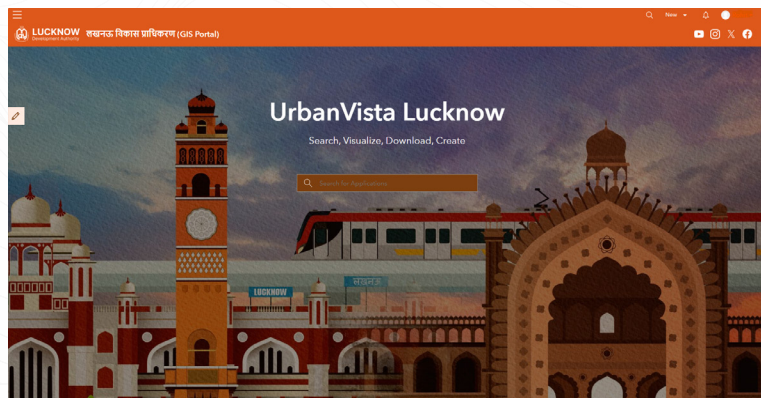 New
LUCKNOW
Development Authority
लखनऊ विकास प्राधिकरण (GIS Portal)
UrbanVista Lucknow
Search, Visualize, Download, Create
Search for Applications
LUCKNOW
लखनऊ